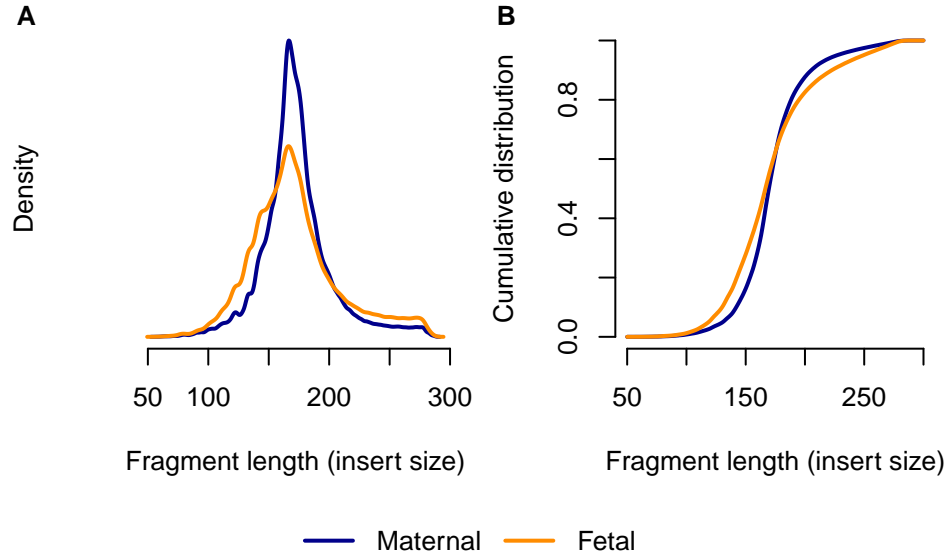 A
B
Density
50 100 200 300
Fragment length (insert size)
Cumulative distribution
0.0 0.4 0.8
50 150 250
Fragment length (insert size)
Maternal Fetal